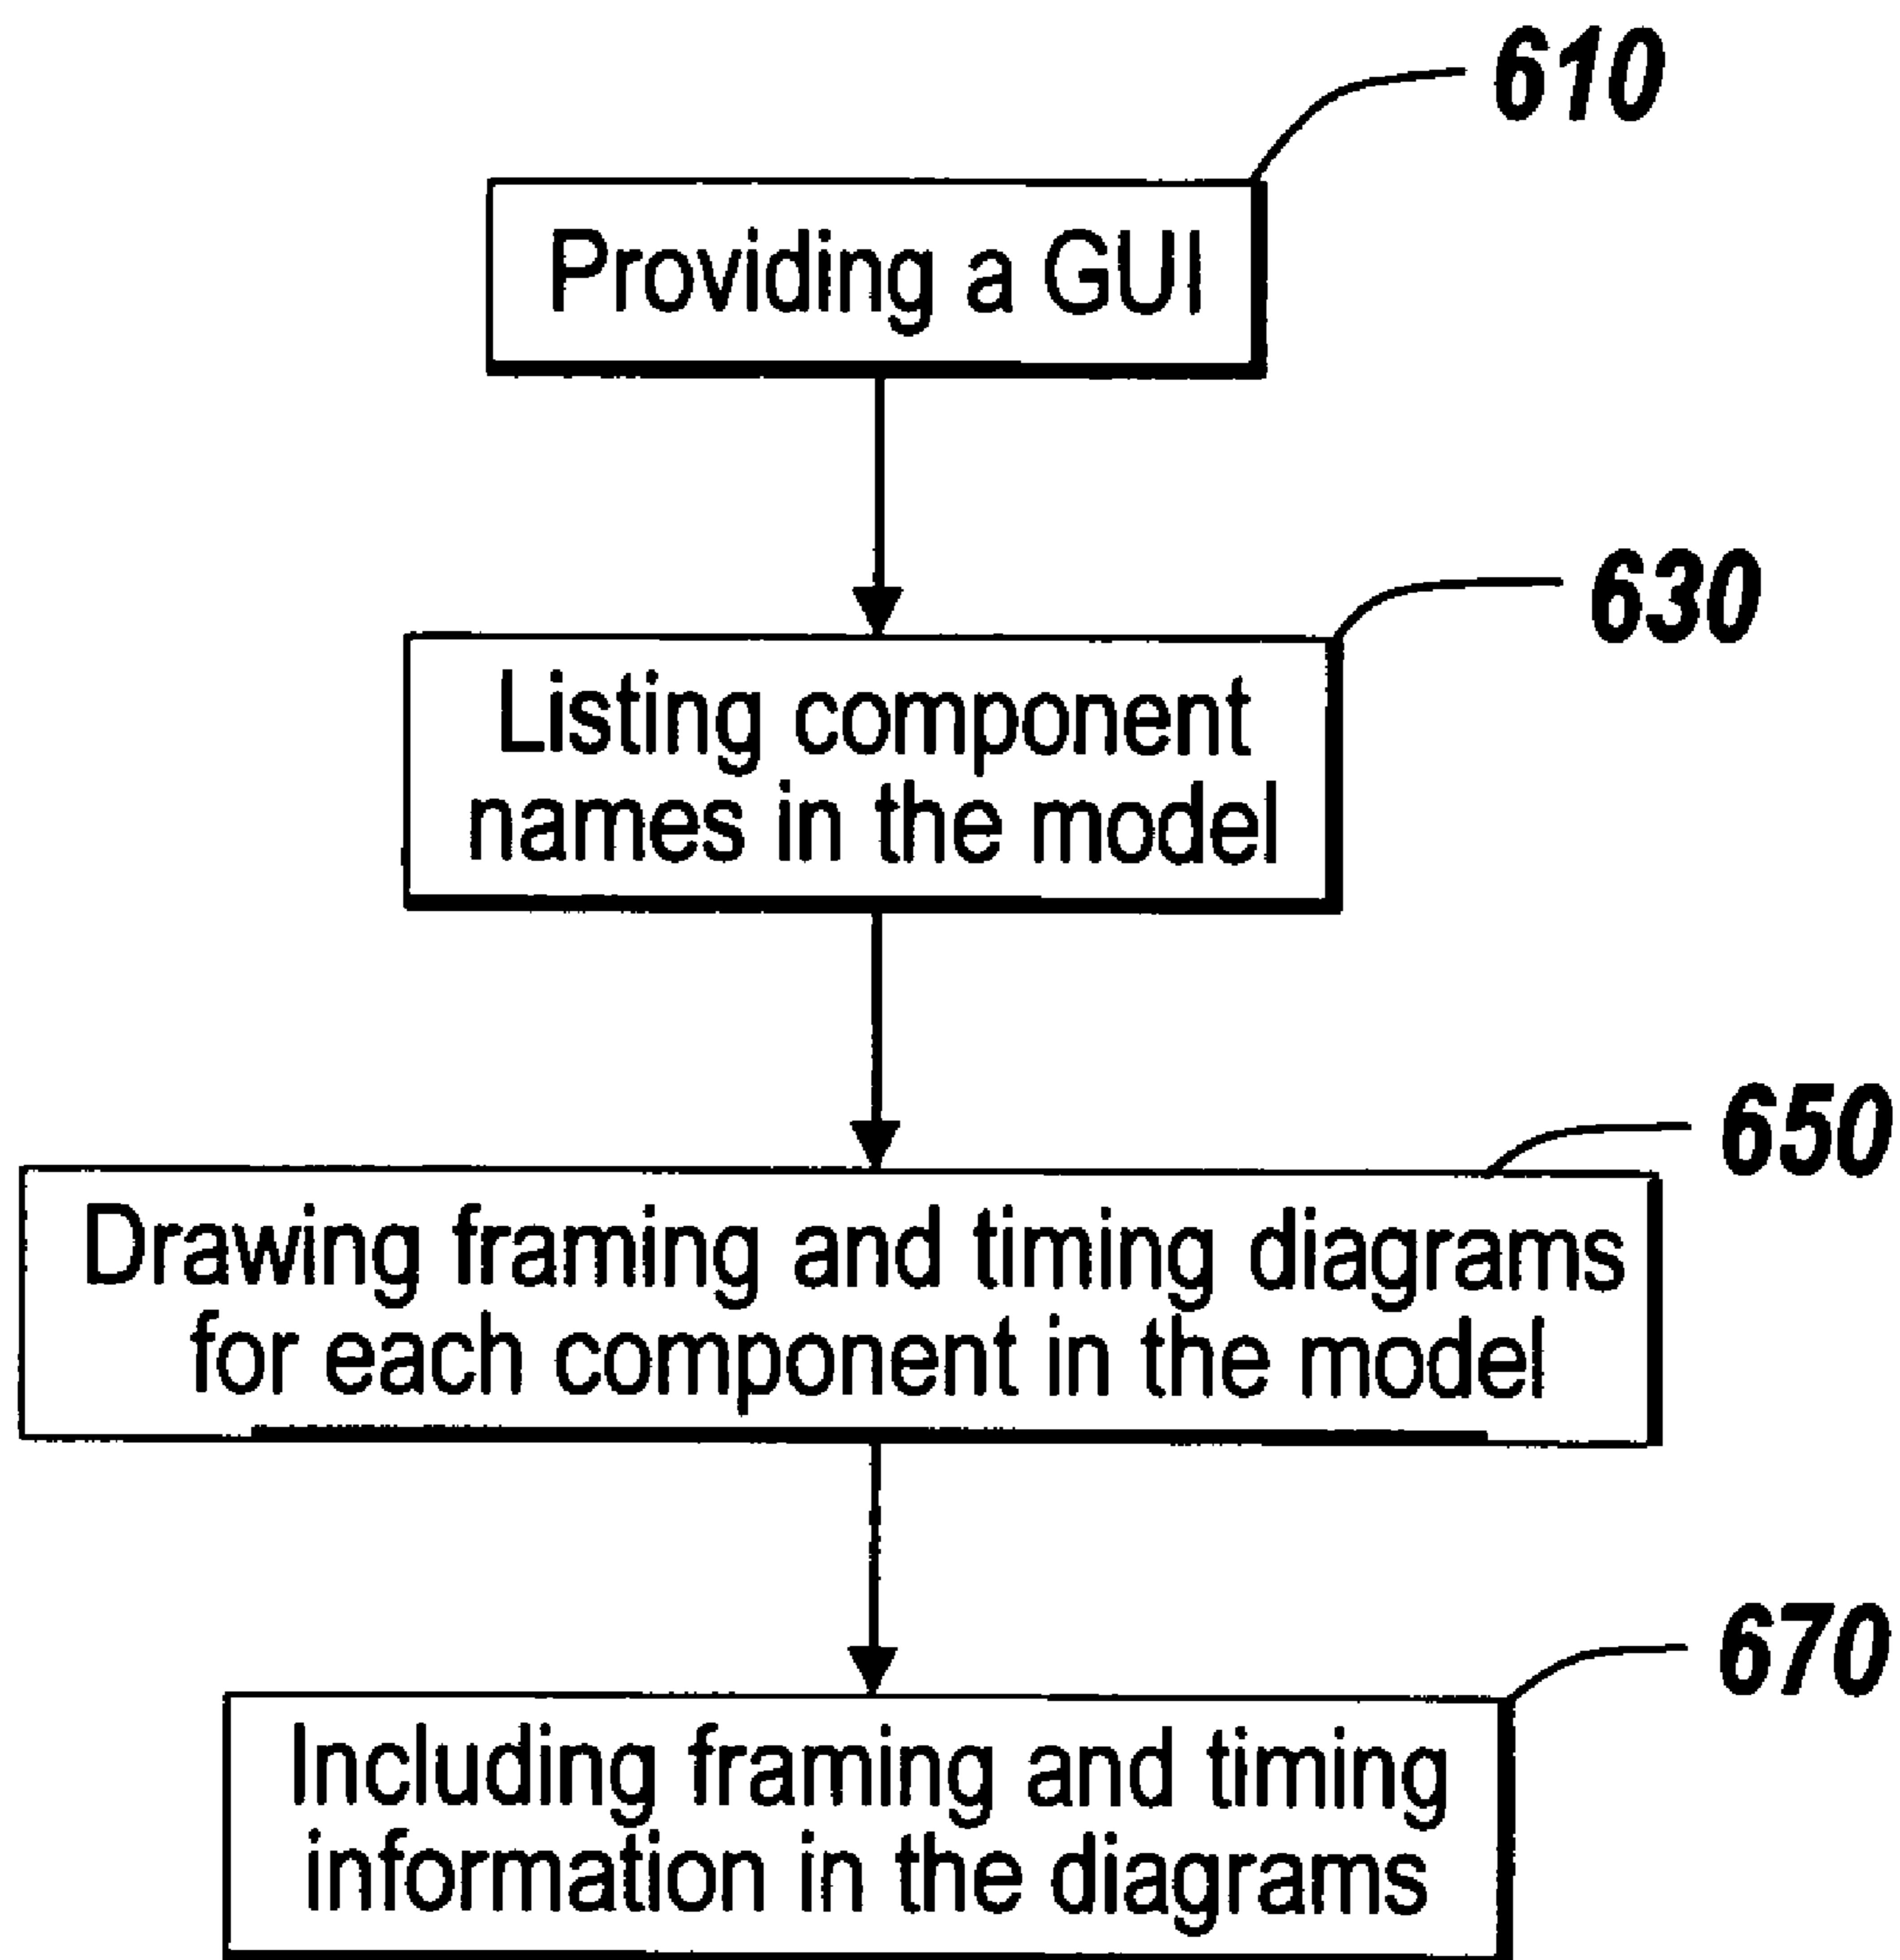 610
Providing a GUI
630
Listing component
names in the model
650
Drawing framing and timing diagrams
for each component in the model
670
Including framing and timing
information in the diagrams